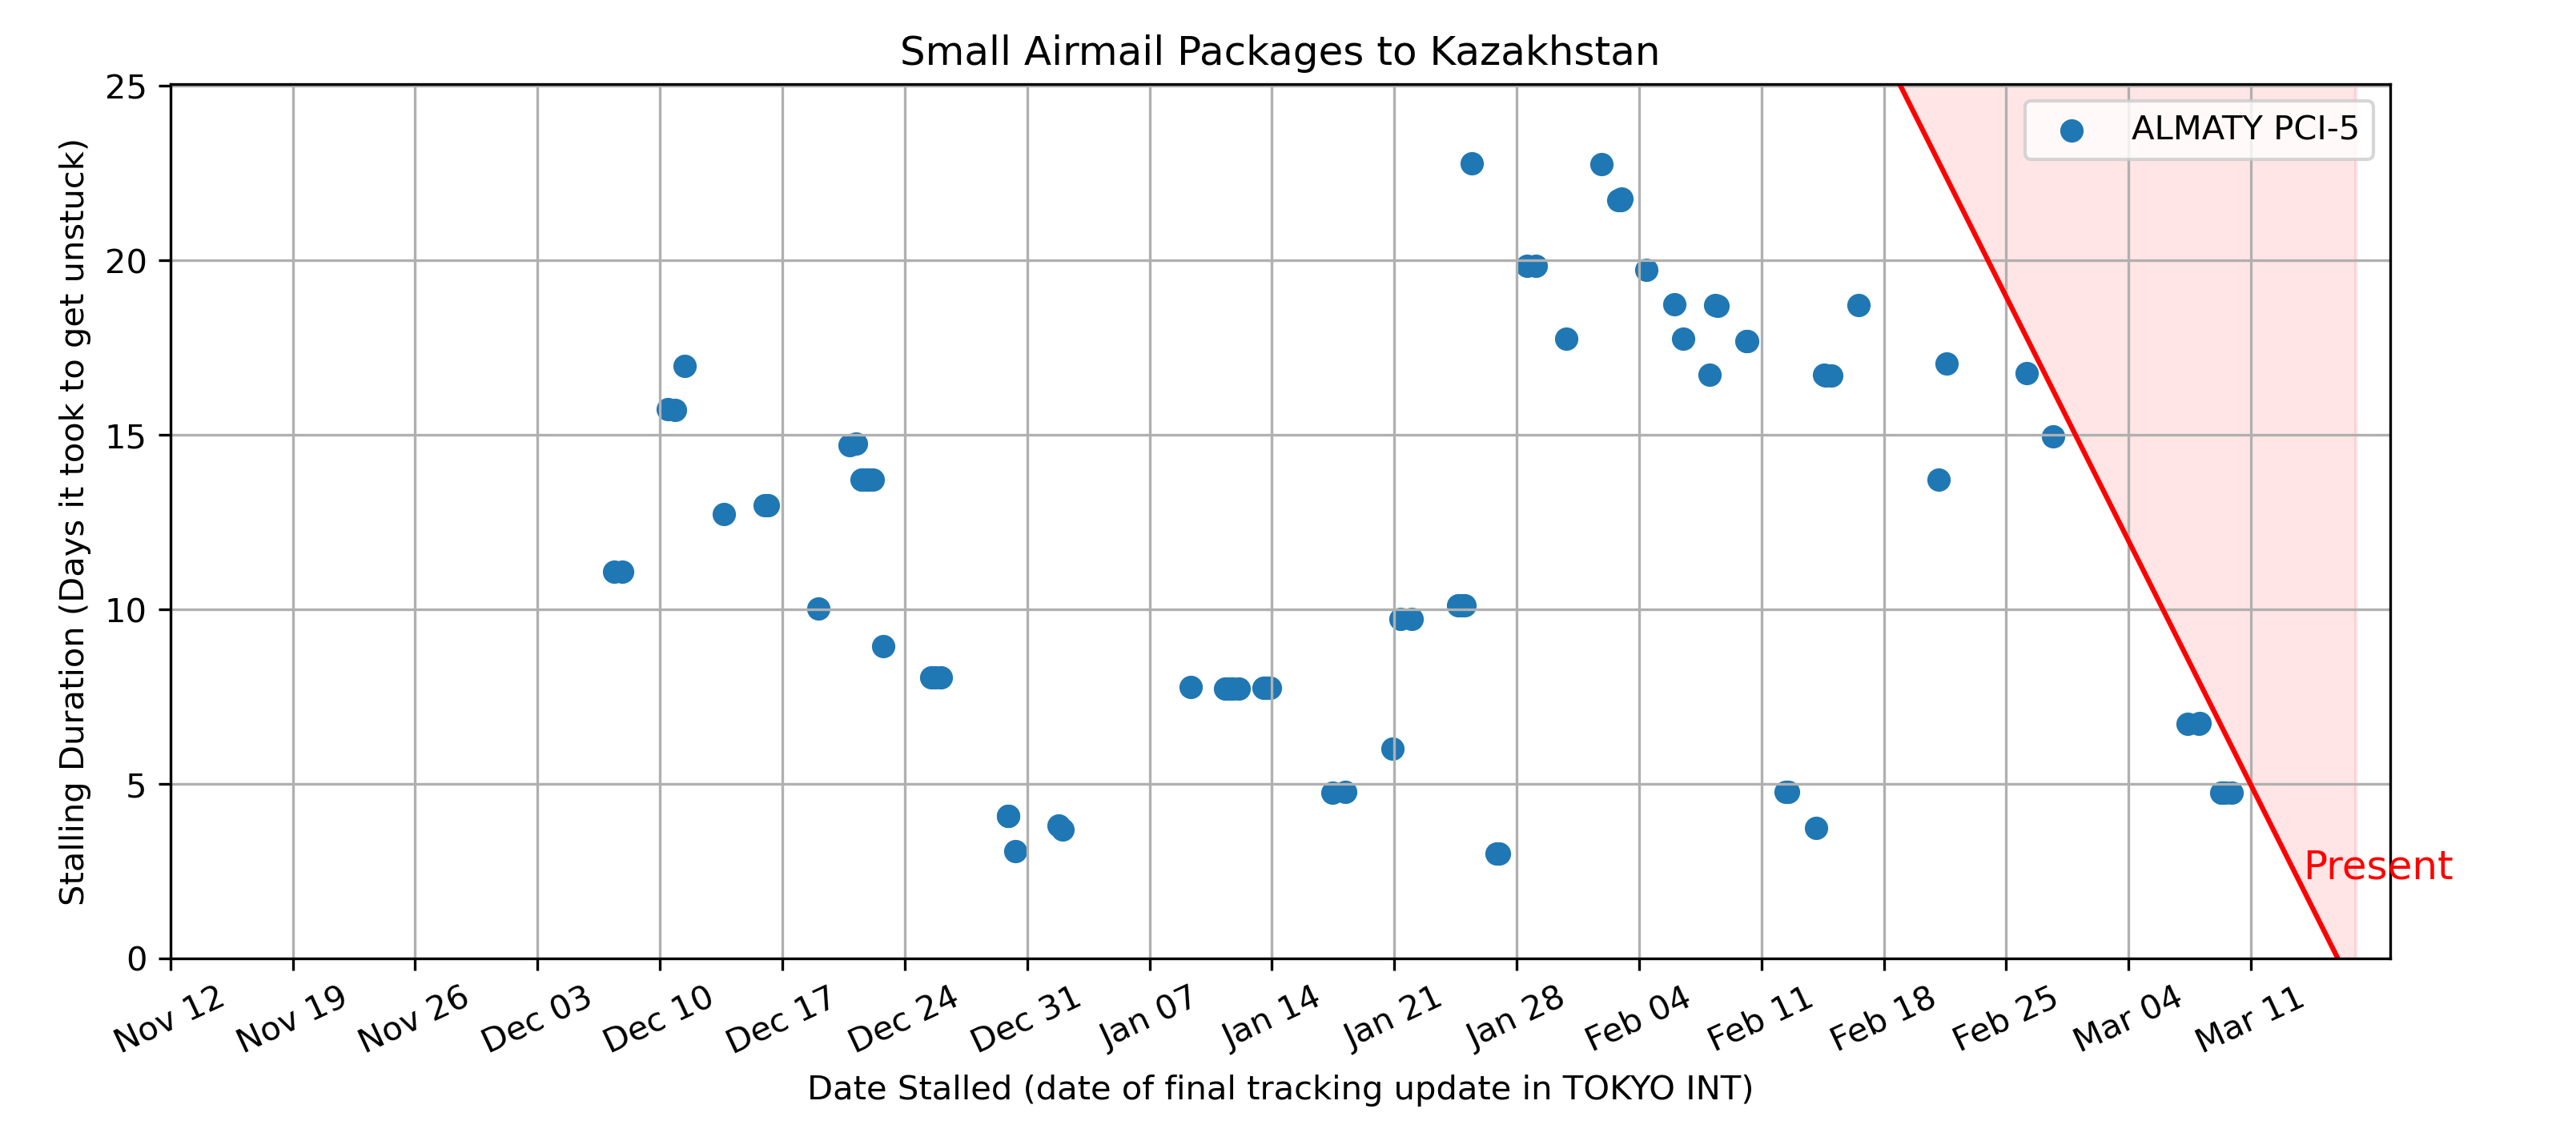 Small Airmail Packages to Kazakhstan
Stalling Duration (Days it took to get unstuck)
25
20
15
10
5
0
ALMATY PCI-5
Present
Nov 12
Nov 19
Nov 26
Dec 03
Dec 10
Dec 17
Dec 24
Dec 31
Jan 07
Jan 14
Jan 21
Jan 28
Feb 04
Feb 11
Feb 18
Feb 25
Mar 04
Mar 11
Date Stalled (date of final tracking update in TOKYO INT)